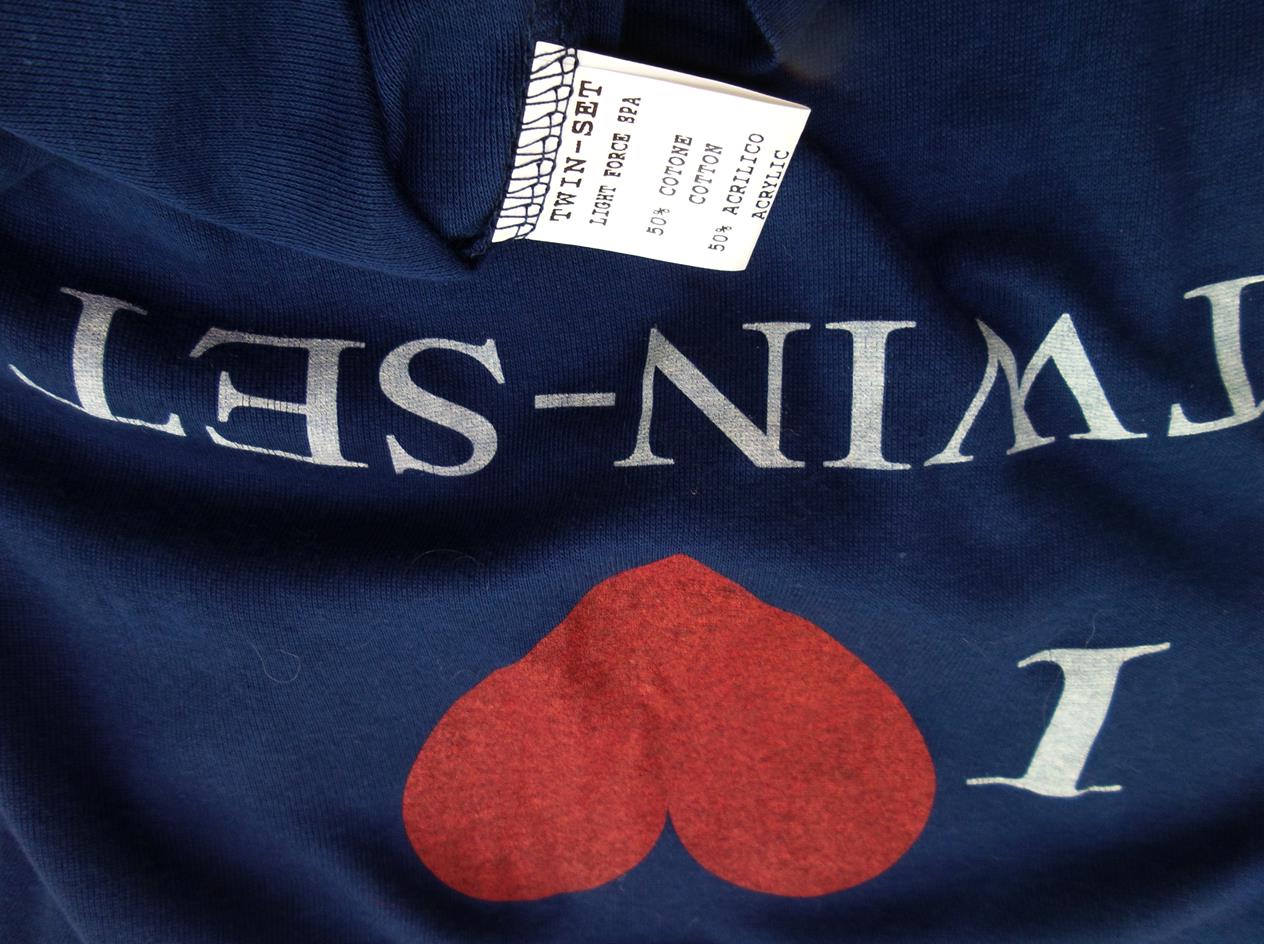 TWIN-SET
LIGHT FORCE SPA
50% COTONE
COTTON
50% ACRILICO
ACRYLIC
I
TWIN-SET